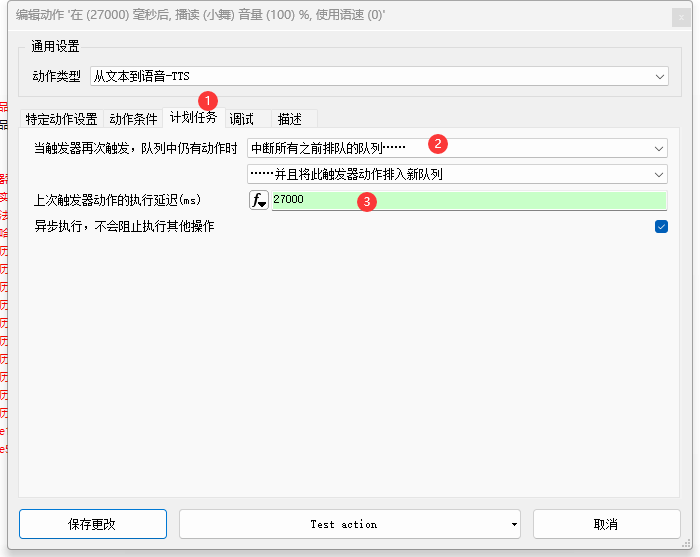 编辑动作 '在 (27000) 毫秒后, 播读 (小舞) 音量 (100) %, 使用语速 (0)'
通用设置
动作类型 从文本到语音-TTS
1
特定动作设置 动作条件 计划任务 调试 描述
当触发器再次触发，队列中仍有动作时 中断所有之前排队的队列…… 2
……并且将此触发器动作排入新队列
上次触发器动作的执行延迟(ms) f 27000 3
异步执行，不会阻止执行其他操作
保存更改 Test action 取消